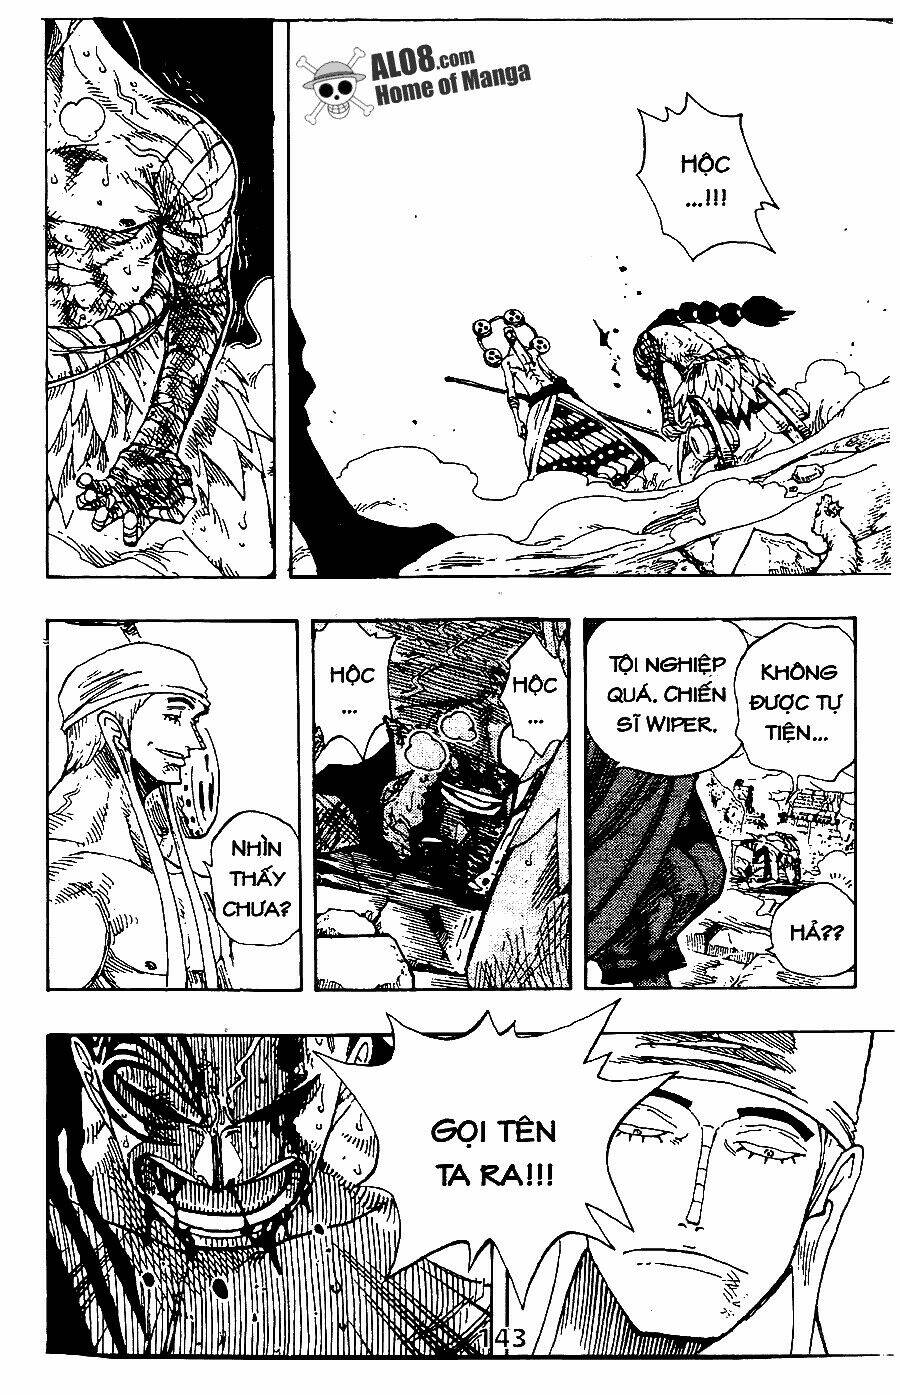 ALO8.com
Home of Manga
HỘC
...!!!
NHÌN
THẤY
CHƯA?
HỘC
...
HỘC
...
TỘI NGHIỆP
QUÁ. CHIẾN
SĨ WIPER.
KHÔNG
ĐƯỢC TỰ
TIỆN...
HẢ??
GỌI TÊN
TA RA!!!
143